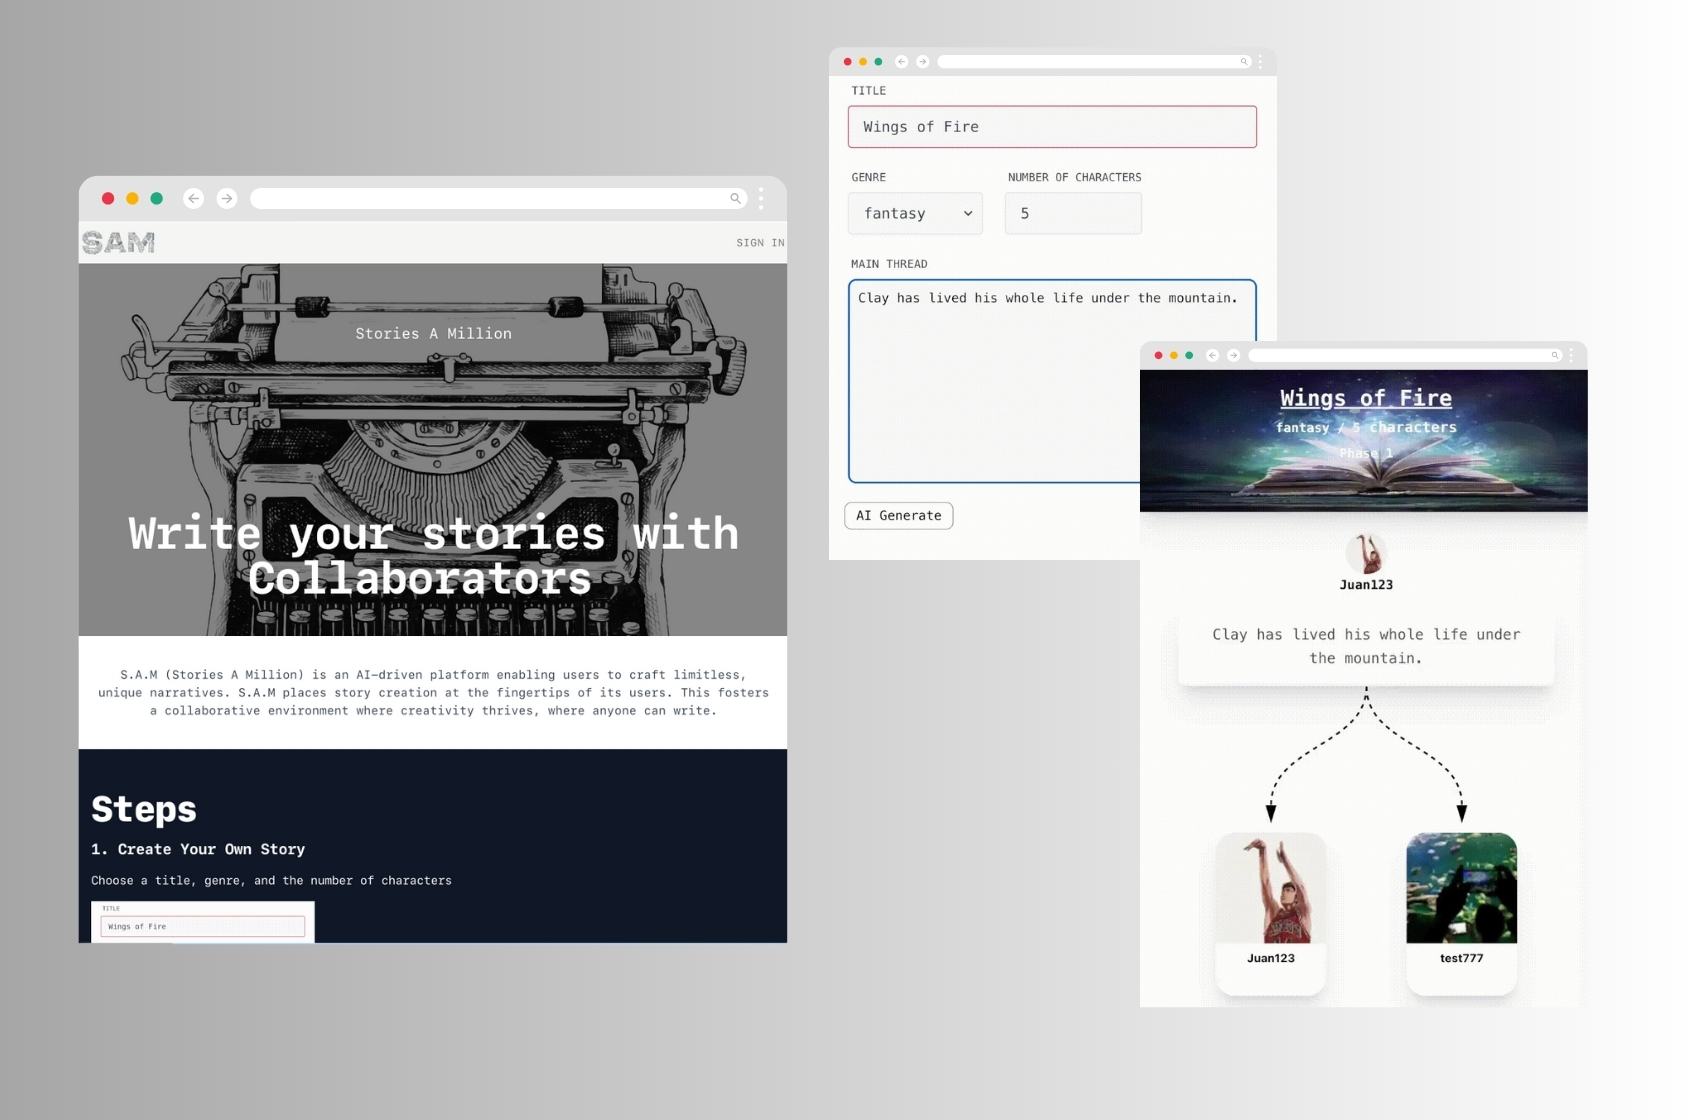 SAM
SIGN IN
Stories A Million
Write your stories with
Collaborators
S.A.M (Stories A Million) is an AI-driven platform enabling users to craft limitless,
unique narratives. S.A.M places story creation at the fingertips of its users. This fosters
a collaborative environment where creativity thrives, where anyone can write.
Steps
1. Create Your Own Story
Choose a title, genre, and the number of characters
TITLE
Wings of Fire
TITLE
Wings of Fire
GENRE
NUMBER OF CHARACTERS
fantasy
5
MAIN THREAD
Clay has lived his whole life under the mountain.
AI Generate
Wings of Fire
fantasy / 5 characters
Phase 1
Juan123
Clay has lived his whole life under
the mountain.
Juan123
test777